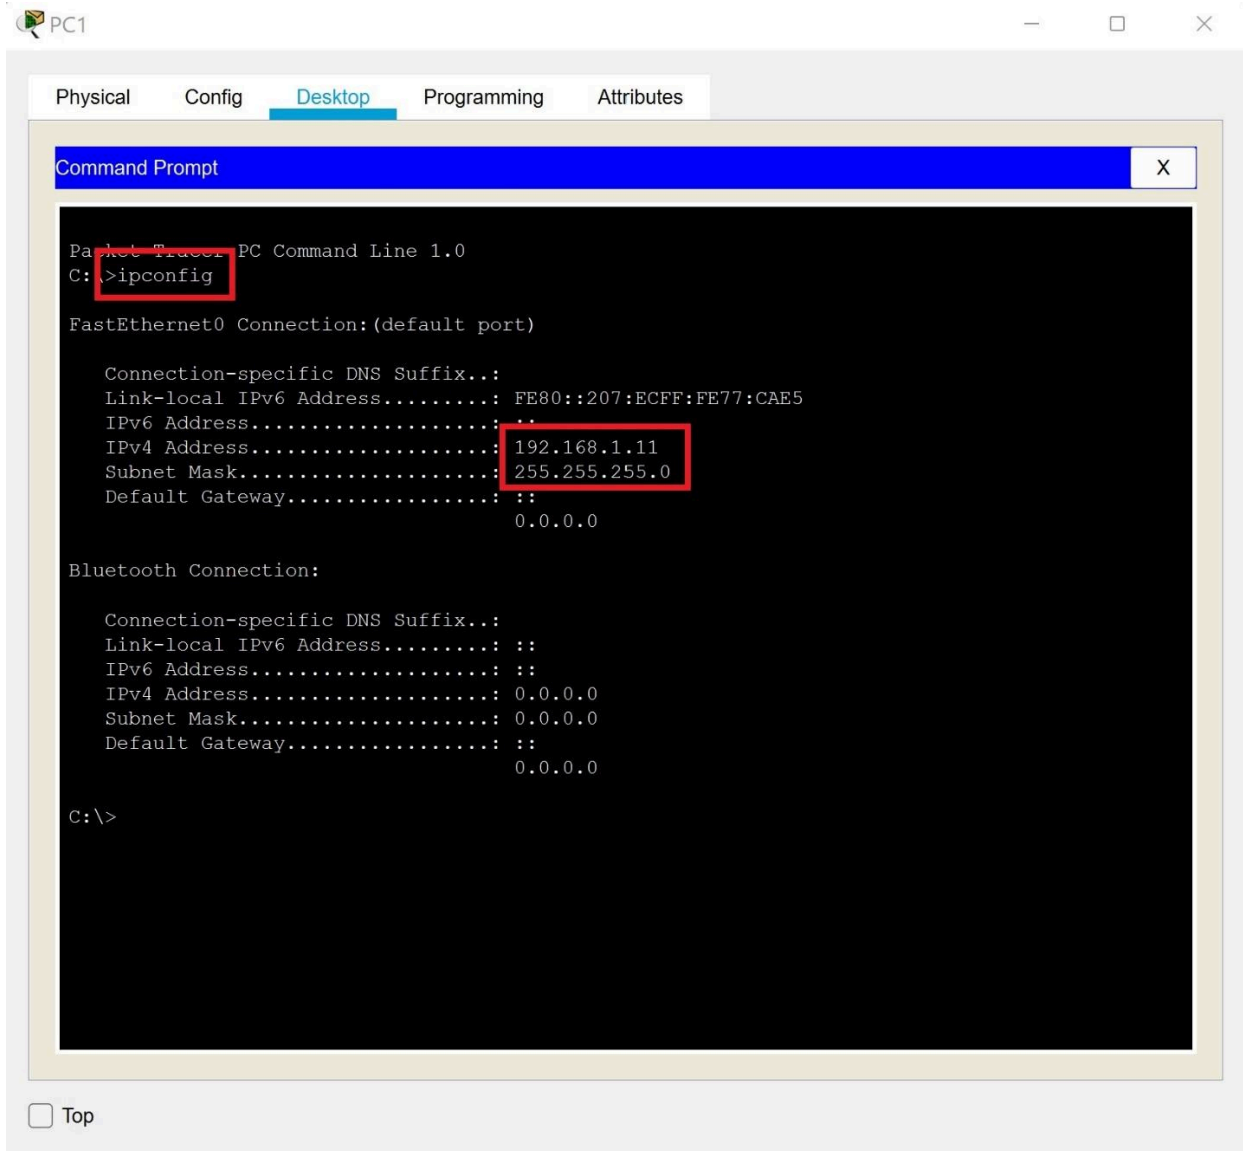 PC1
Physical Config Desktop Programming Attributes
Command Prompt X
Packet Tracer PC Command Line 1.0
C:\>ipconfig
FastEthernet0 Connection:(default port)
Connection-specific DNS Suffix..:
Link-local IPv6 Address.........: FE80::207:ECFF:FE77:CAE5
IPv6 Address....................: ::
IPv4 Address....................: 192.168.1.11
Subnet Mask.....................: 255.255.255.0
Default Gateway.................: ::
0.0.0.0
Bluetooth Connection:
Connection-specific DNS Suffix..:
Link-local IPv6 Address.........: ::
IPv6 Address....................: ::
IPv4 Address....................: 0.0.0.0
Subnet Mask.....................: 0.0.0.0
Default Gateway.................: ::
0.0.0.0
C:\>
Top